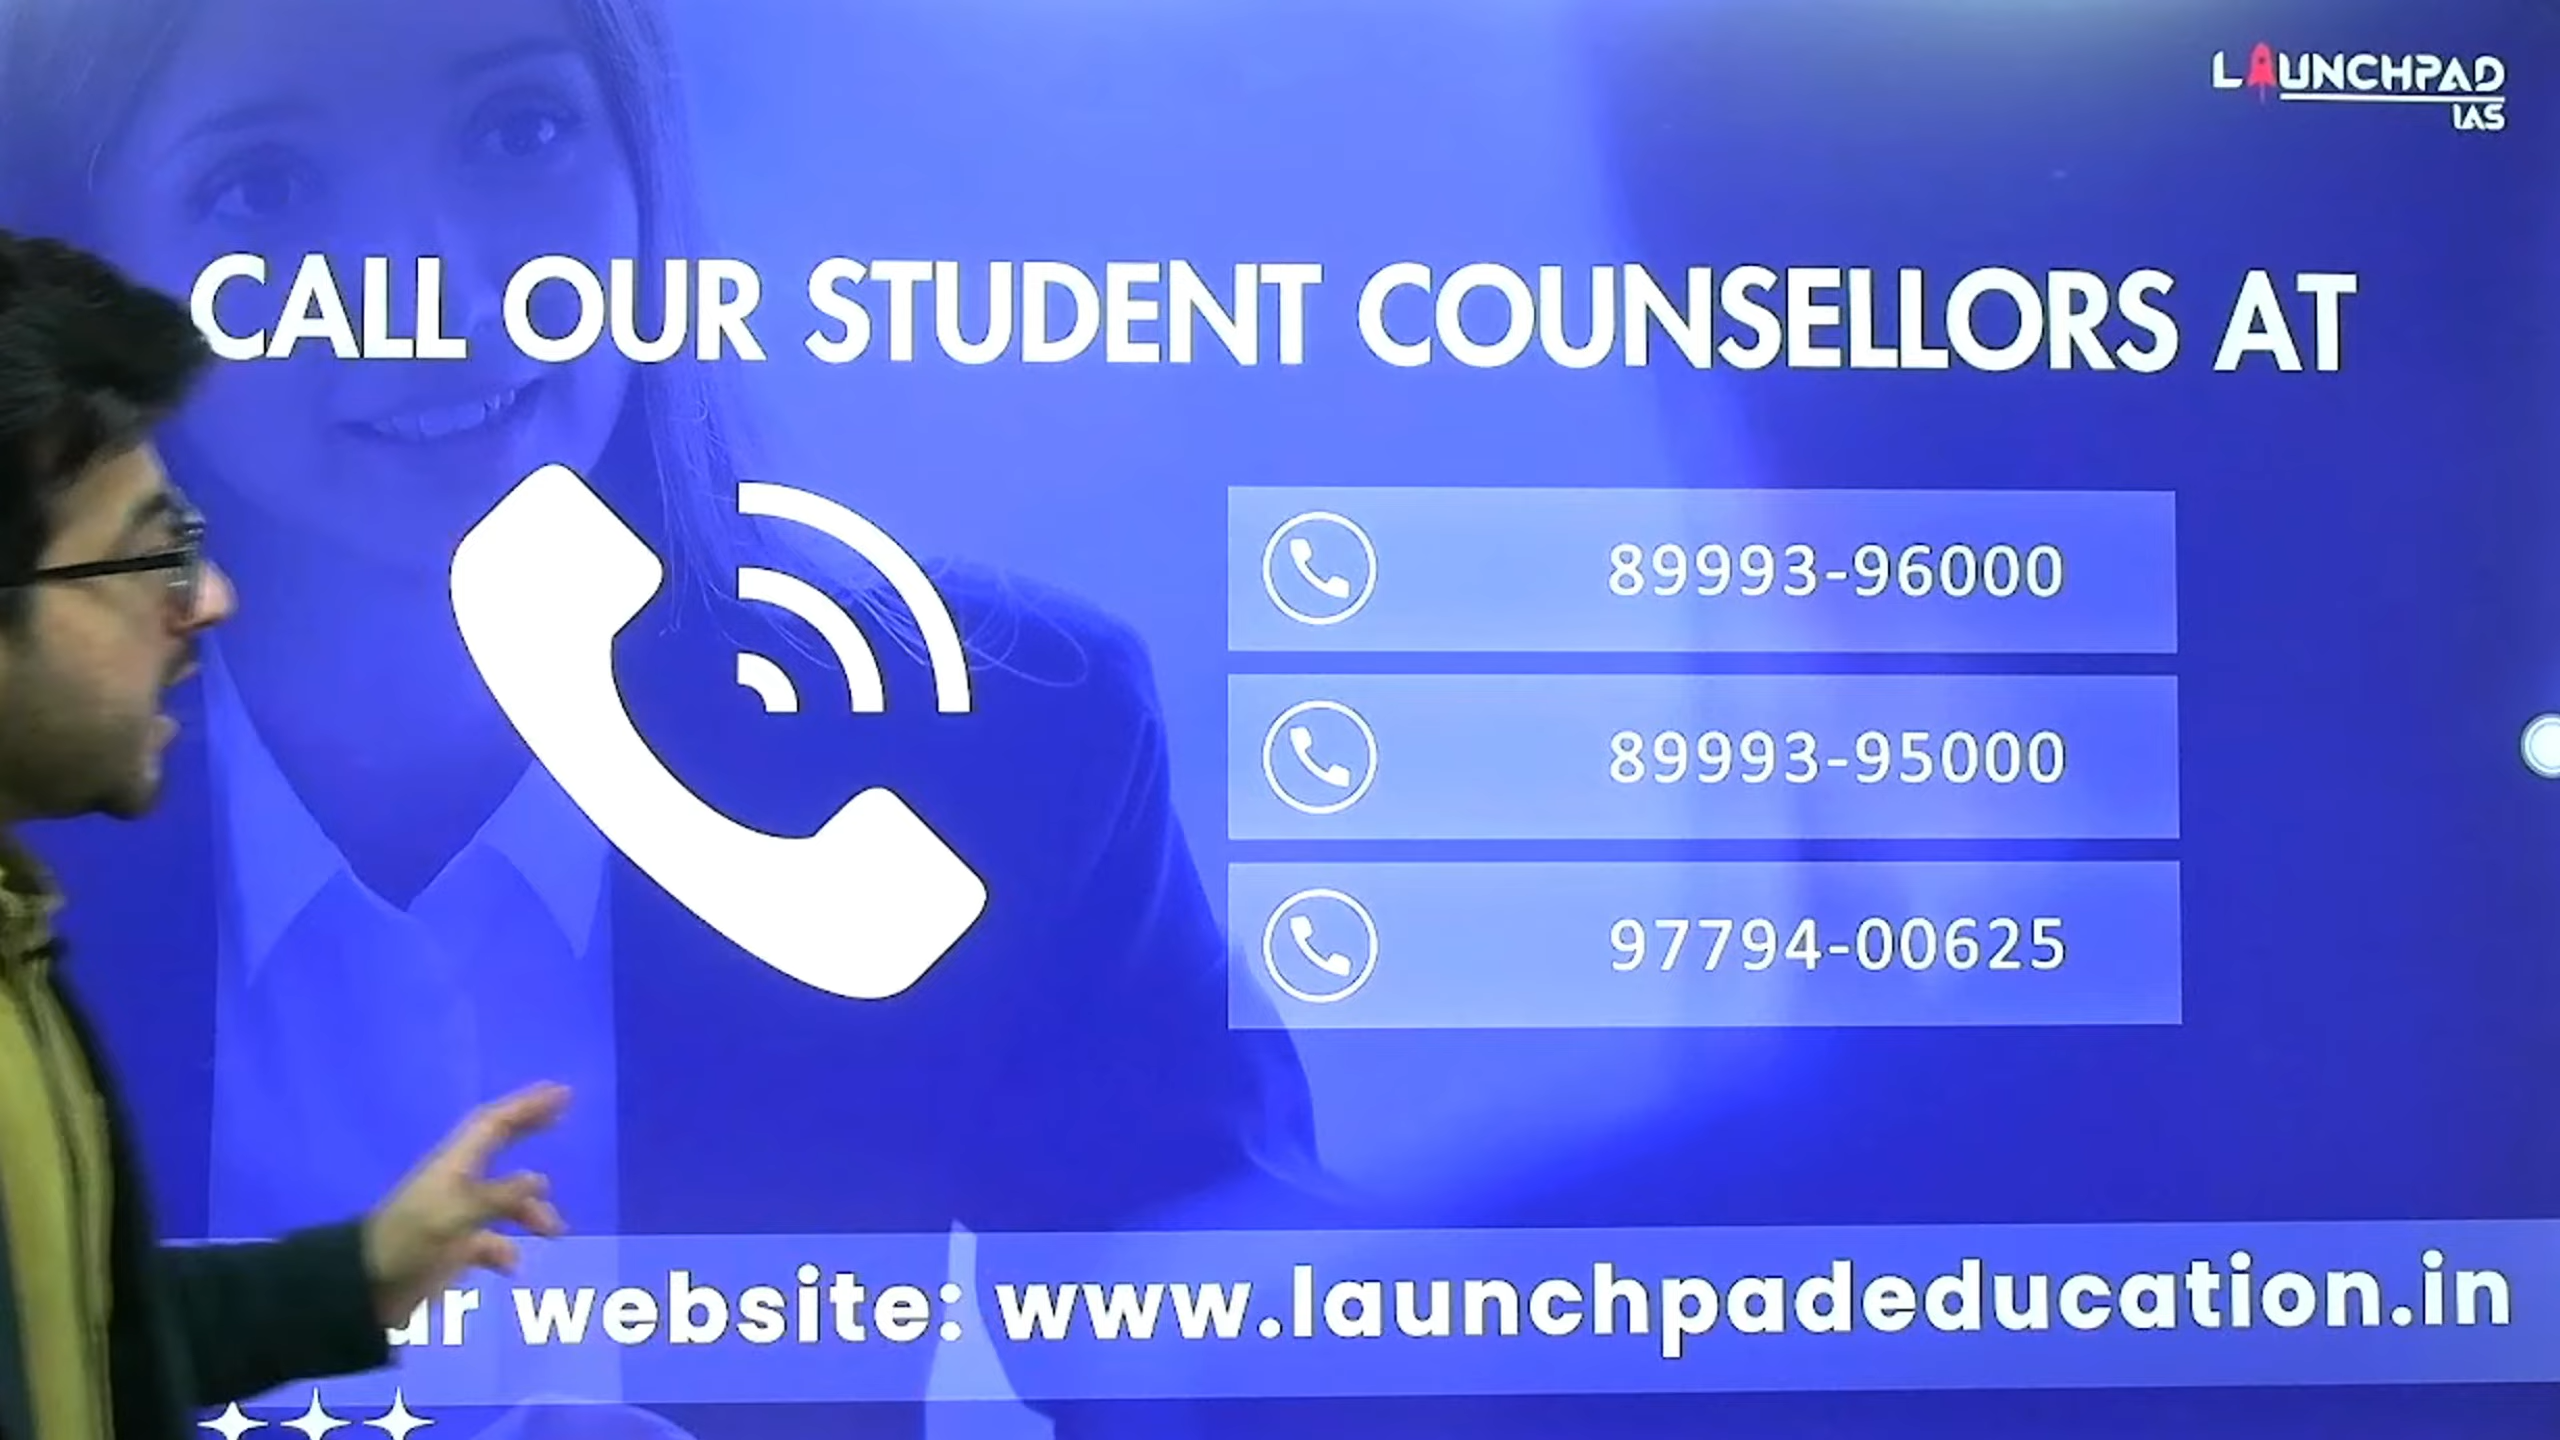 LAUNCHPAD
IAS
CALL OUR STUDENT COUNSELLORS AT
89993-96000
89993-95000
97794-00625
website: www.launchpadeducation.in